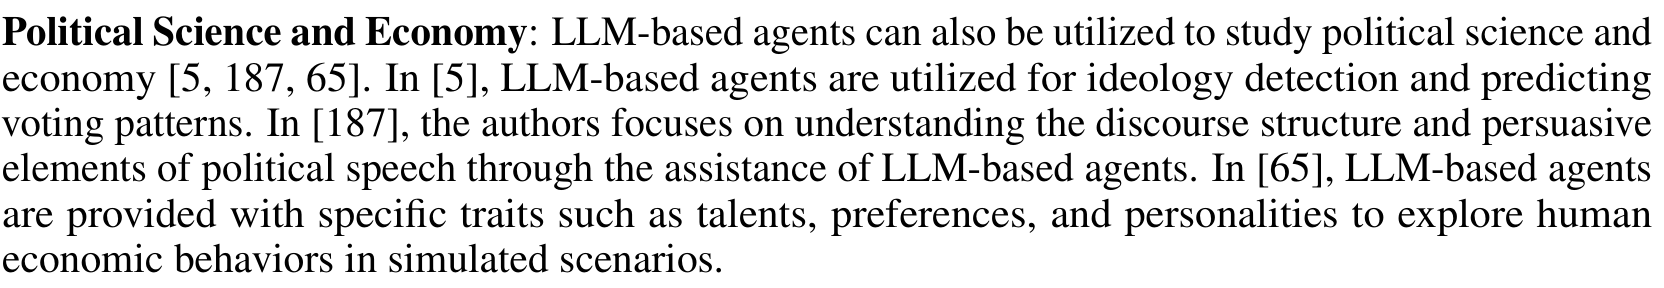 Political Science and Economy: LLM-based agents can also be utilized to study political science and
economy [5, 187, 65]. In [5], LLM-based agents are utilized for ideology detection and predicting
voting patterns. In [187], the authors focuses on understanding the discourse structure and persuasive
elements of political speech through the assistance of LLM-based agents. In [65], LLM-based agents
are provided with specific traits such as talents, preferences, and personalities to explore human
economic behaviors in simulated scenarios.